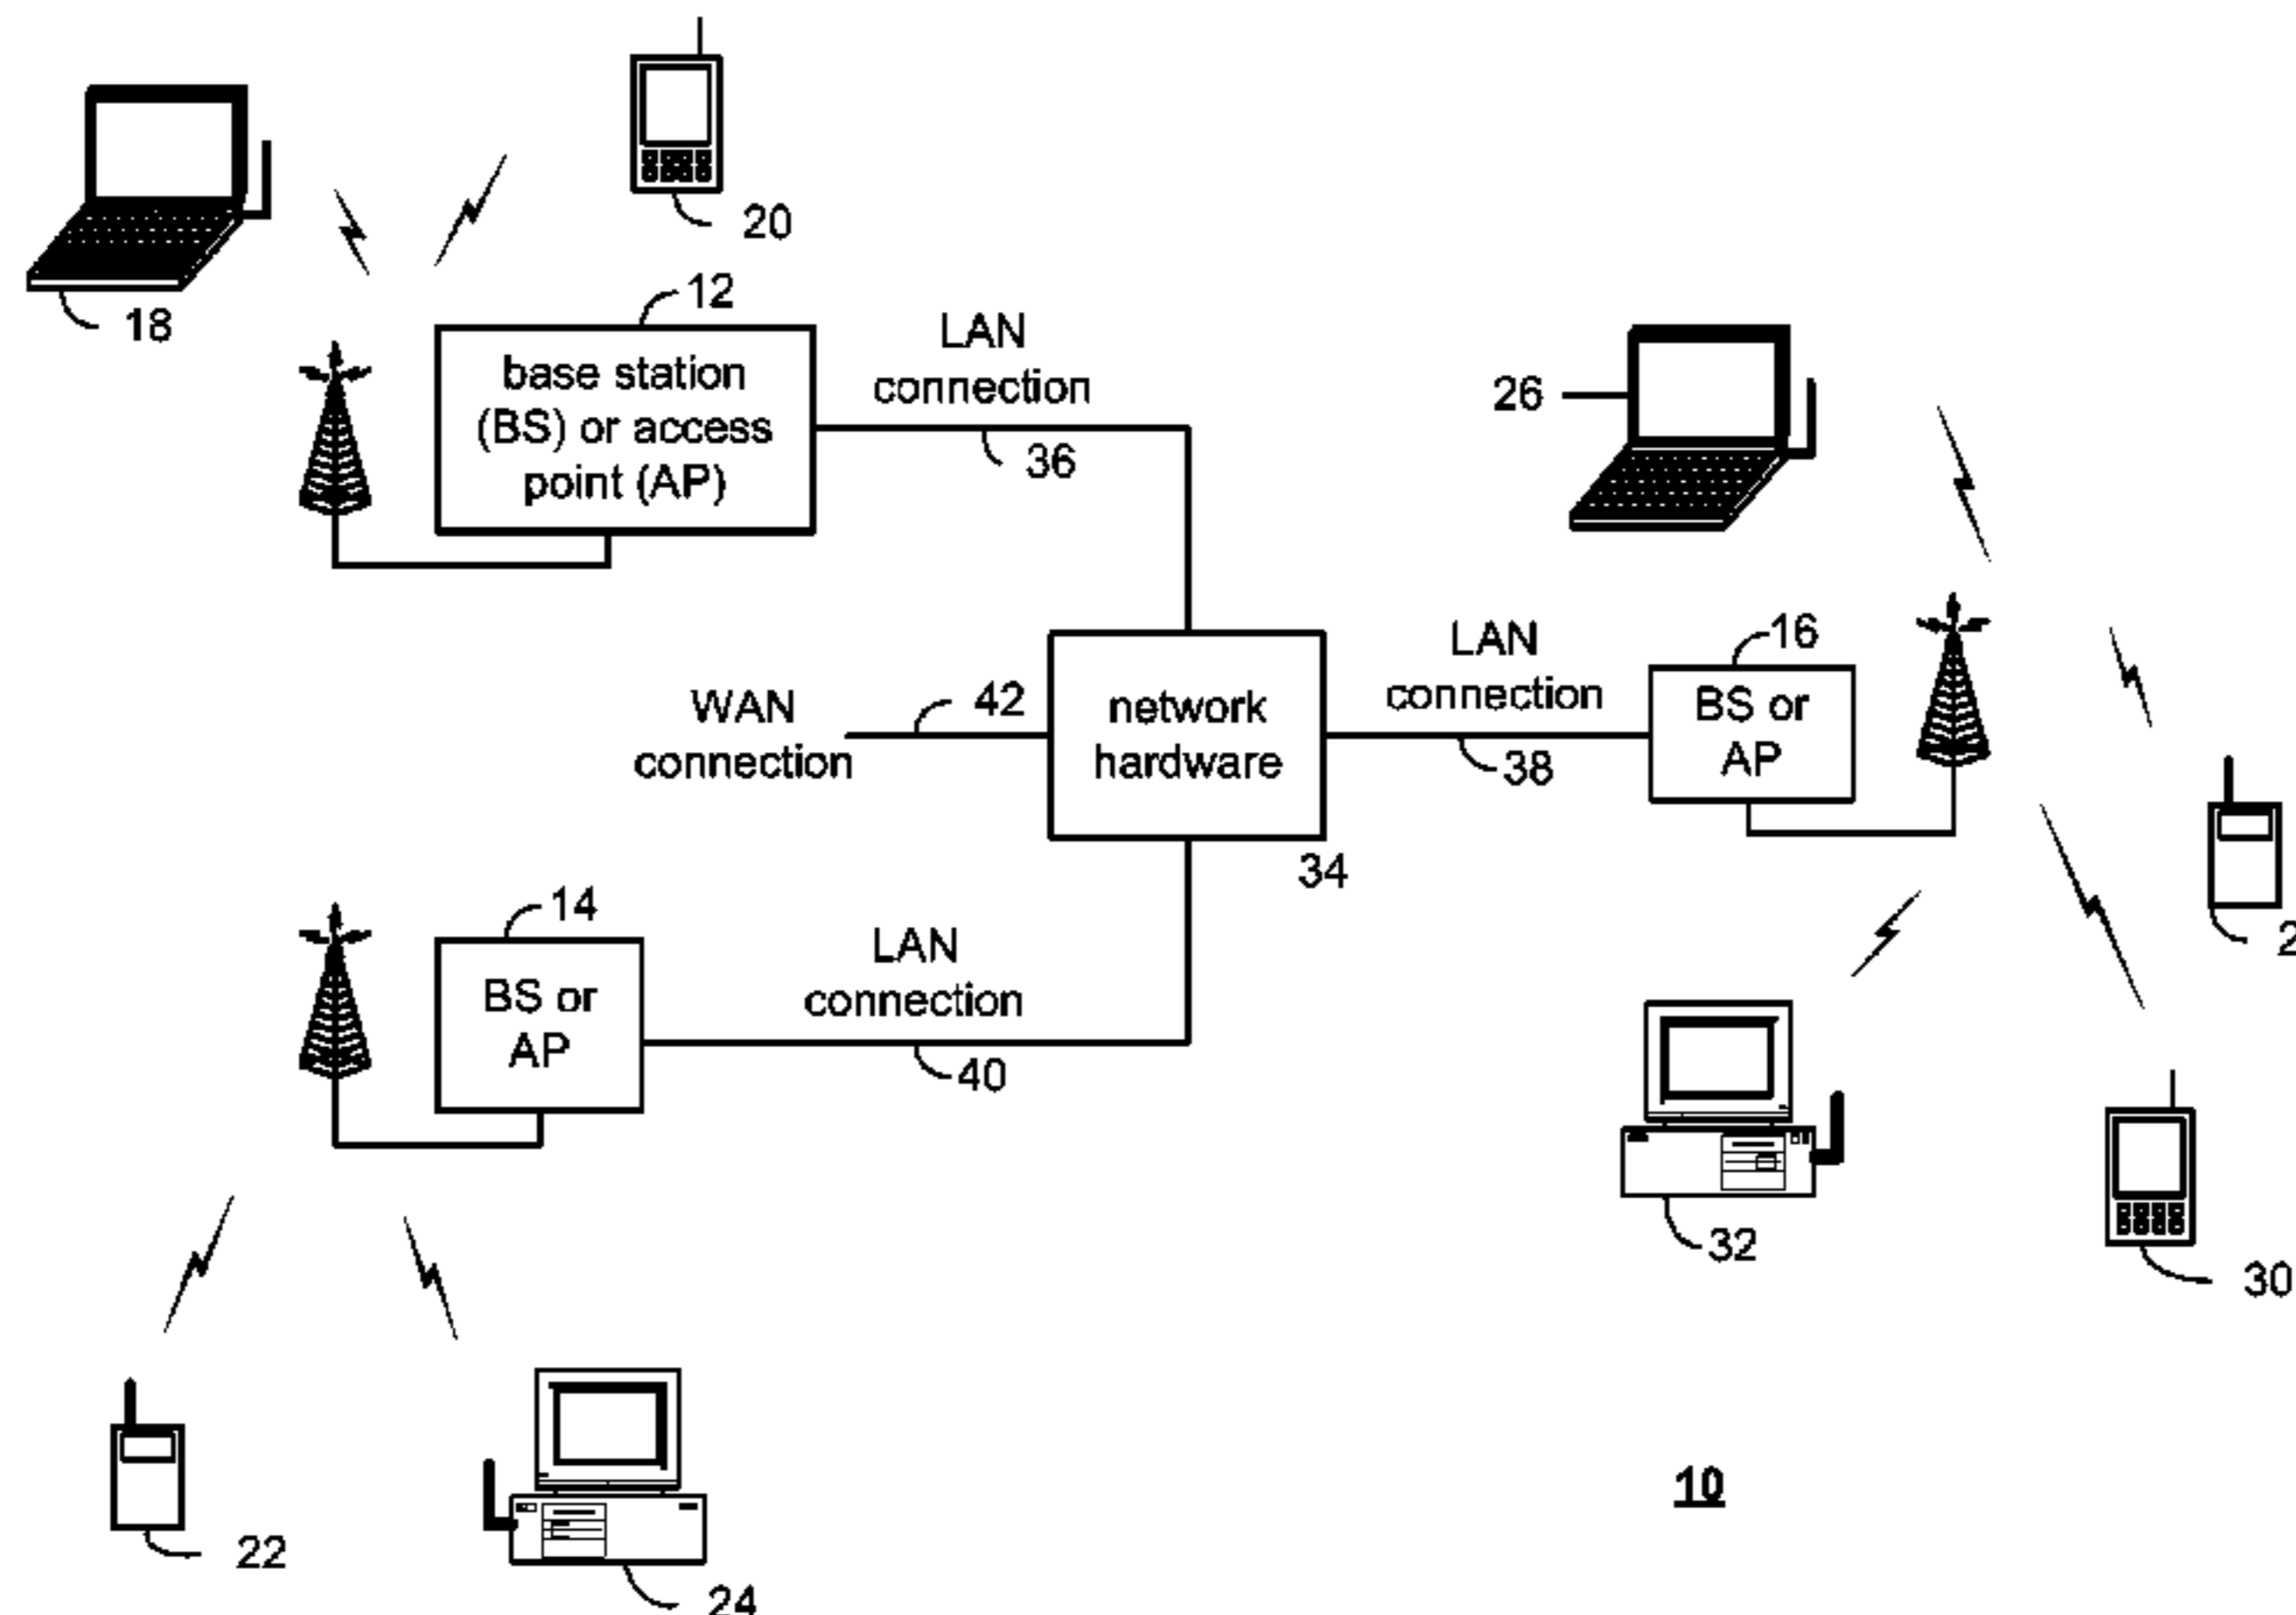 20
18
12
base station
(BS) or access
point (AP)
LAN
connection
36
26
16
BS or
AP
LAN
connection
38
WAN
connection
42
network
hardware
34
14
BS or
AP
LAN
connection
40
32
30
10
22
24